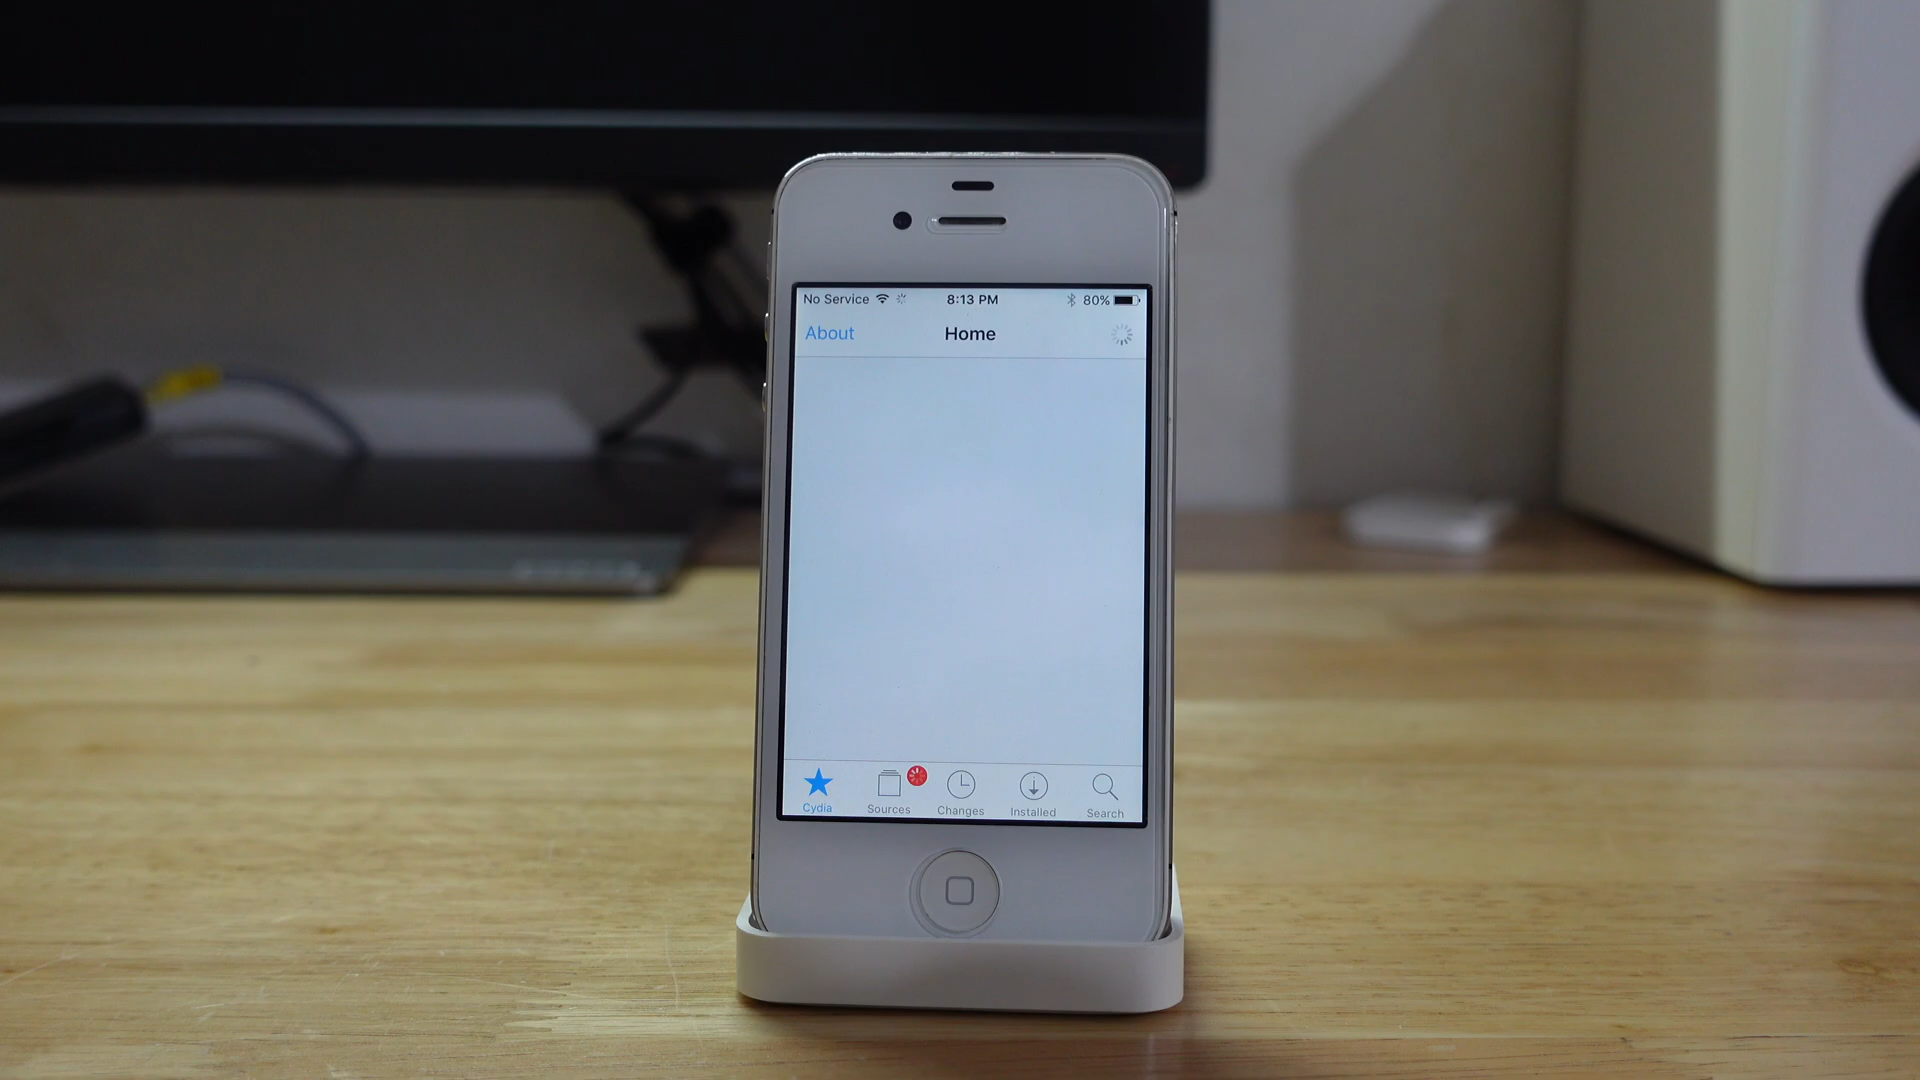 No Service 8:13 PM 80%
About Home
Cydia Sources Changes Installed Search